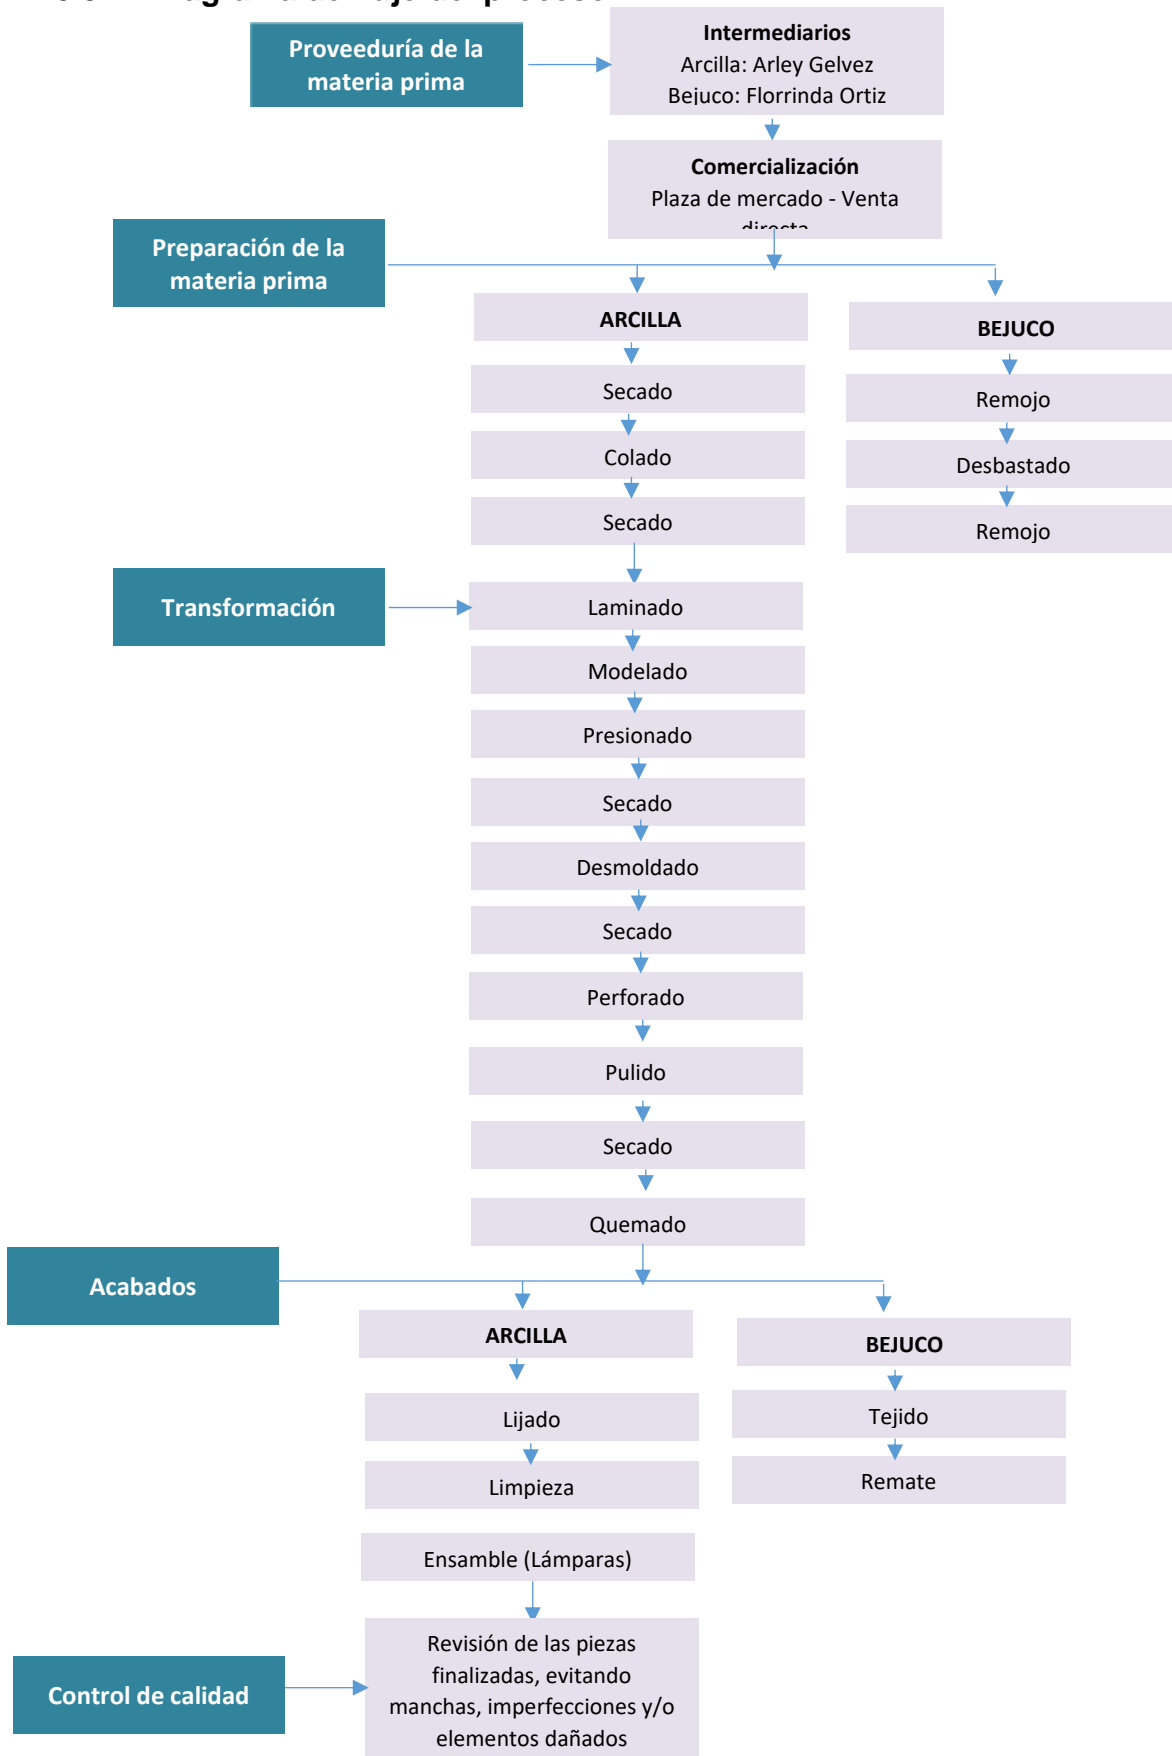 Proveeduría de la
materia prima
Intermediarios
Arcilla: Arley Gelvez
Bejuco: Florrinda Ortiz
Comercialización
Plaza de mercado - Venta
directa
Preparación de la
materia prima
ARCILLA
Secado
Colado
Secado
BEJUCO
Remojo
Desbastado
Remojo
Transformación
Laminado
Modelado
Presionado
Secado
Desmoldado
Secado
Perforado
Pulido
Secado
Quemado
Acabados
ARCILLA
Lijado
Limpieza
BEJUCO
Tejido
Remate
Ensamble (Lámparas)
Control de calidad
Revisión de las piezas
finalizadas, evitando
manchas, imperfecciones y/o
elementos dañados